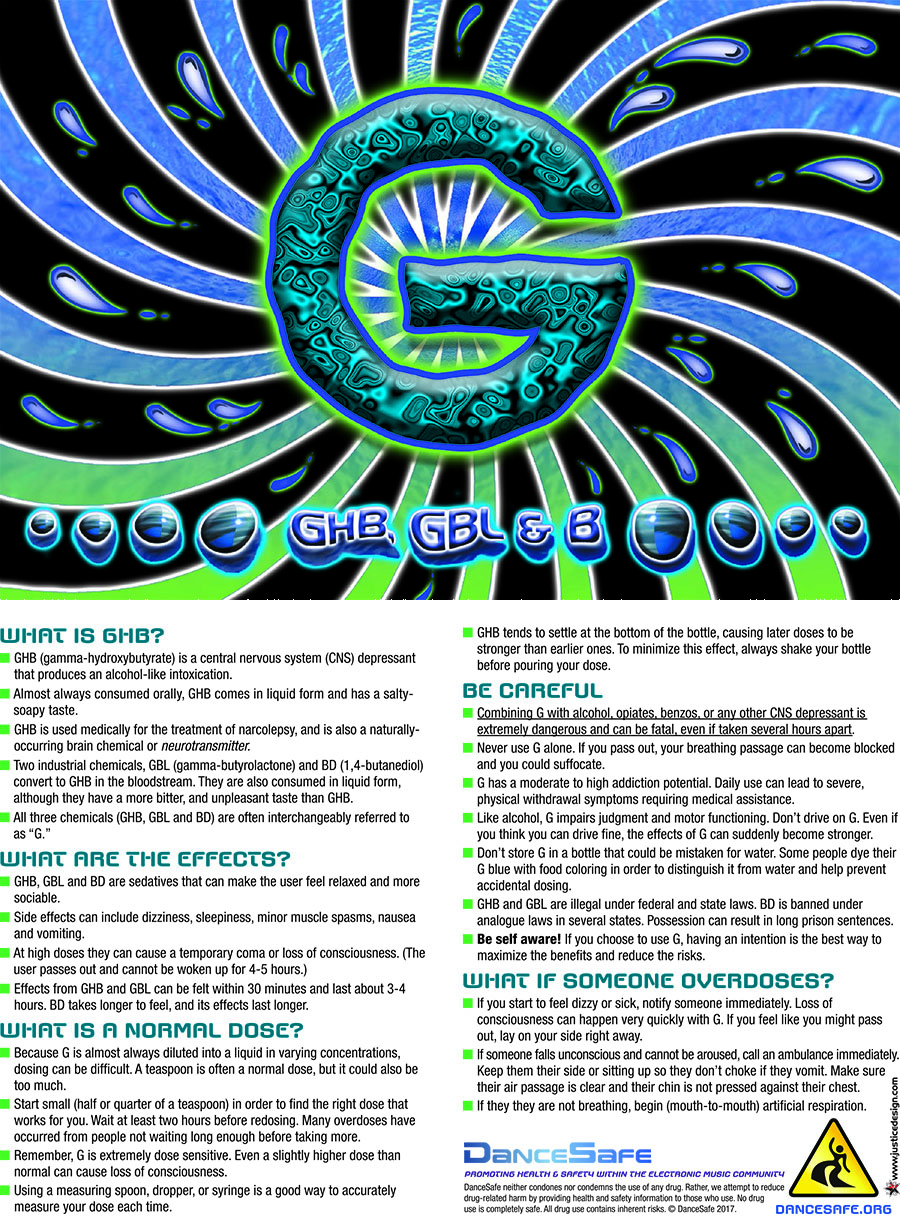 G
GHB, GBL & B
WHAT IS GHB?
GHB (gamma-hydroxybutyrate) is a central nervous system (CNS) depressant
that produces an alcohol-like intoxication.
Almost always consumed orally, GHB comes in liquid form and has a salty-
soapy taste.
GHB is used medically for the treatment of narcolepsy, and is also a naturally-
occurring brain chemical or neurotransmitter.
Two industrial chemicals, GBL (gamma-butyrolactone) and BD (1,4-butanediol)
convert to GHB in the bloodstream. They are also consumed in liquid form,
although they have a more bitter, and unpleasant taste than GHB.
All three chemicals (GHB, GBL and BD) are often interchangeably referred to
as “G.”
WHAT ARE THE EFFECTS?
GHB, GBL and BD are sedatives that can make the user feel relaxed and more
sociable.
Side effects can include dizziness, sleepiness, minor muscle spasms, nausea
and vomiting.
At high doses they can cause a temporary coma or loss of consciousness. (The
user passes out and cannot be woken up for 4-5 hours.)
Effects from GHB and GBL can be felt within 30 minutes and last about 3-4
hours. BD takes longer to feel, and its effects last longer.
WHAT IS A NORMAL DOSE?
Because G is almost always diluted into a liquid in varying concentrations,
dosing can be difficult. A teaspoon is often a normal dose, but it could also be
too much.
Start small (half or quarter of a teaspoon) in order to find the right dose that
works for you. Wait at least two hours before redosing. Many overdoses have
occurred from people not waiting long enough before taking more.
Remember, G is extremely dose sensitive. Even a slightly higher dose than
normal can cause loss of consciousness.
Using a measuring spoon, dropper, or syringe is a good way to accurately
measure your dose each time.
GHB tends to settle at the bottom of the bottle, causing later doses to be
stronger than earlier ones. To minimize this effect, always shake your bottle
before pouring your dose.
BE CAREFUL
Combining G with alcohol, opiates, benzos, or any other CNS depressant is
extremely dangerous and can be fatal, even if taken several hours apart.
Never use G alone. If you pass out, your breathing passage can become blocked
and you could suffocate.
G has a moderate to high addiction potential. Daily use can lead to severe,
physical withdrawal symptoms requiring medical assistance.
Like alcohol, G impairs judgment and motor functioning. Don’t drive on G. Even if
you think you can drive fine, the effects of G can suddenly become stronger.
Don’t store G in a bottle that could be mistaken for water. Some people dye their
G blue with food coloring in order to distinguish it from water and help prevent
accidental dosing.
GHB and GBL are illegal under federal and state laws. BD is banned under
analogue laws in several states. Possession can result in long prison sentences.
Be self aware! If you choose to use G, having an intention is the best way to
maximize the benefits and reduce the risks.
WHAT IF SOMEONE OVERDOSES?
If you start to feel dizzy or sick, notify someone immediately. Loss of
consciousness can happen very quickly with G. If you feel like you might pass
out, lay on your side right away.
If someone falls unconscious and cannot be aroused, call an ambulance immediately.
Keep them their side or sitting up so they don’t choke if they vomit. Make sure
their air passage is clear and their chin is not pressed against their chest.
If they they are not breathing, begin (mouth-to-mouth) artificial respiration.
DANCESAFE
PROMOTING HEALTH & SAFETY WITHIN THE ELECTRONIC MUSIC COMMUNITY
DanceSafe neither condones nor condemns the use of any drug. Rather, we attempt to reduce
drug-related harm by providing health and safety information to those who use. No drug
use is completely safe. All drug use contains inherent risks. © DanceSafe 2017.
DANCESAFE.ORG
www.justicedesign.com